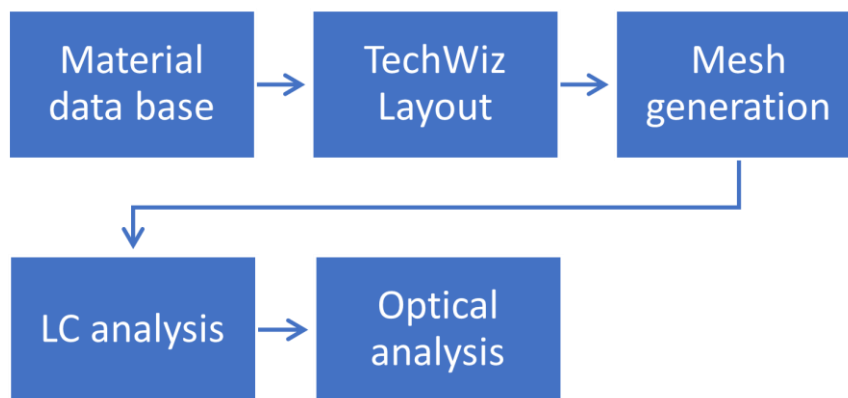 Material
data base
TechWiz
Layout
Mesh
generation
LC analysis
Optical
analysis